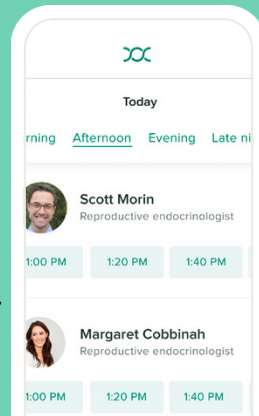 Today
rning Afternoon Evening Late ni
Scott Morin
Reproductive endocrinologist
1:00 PM 1:20 PM 1:40 PM
Margaret Cobbinah
Reproductive endocrinologist
1:00 PM 1:20 PM 1:40 PM